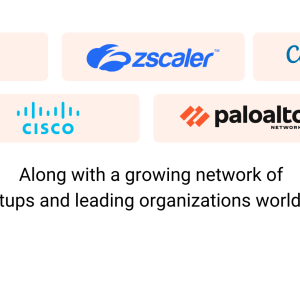 zscaler™
C
CISCO
paloalto
NETWORK
Along with a growing network of
tups and leading organizations world